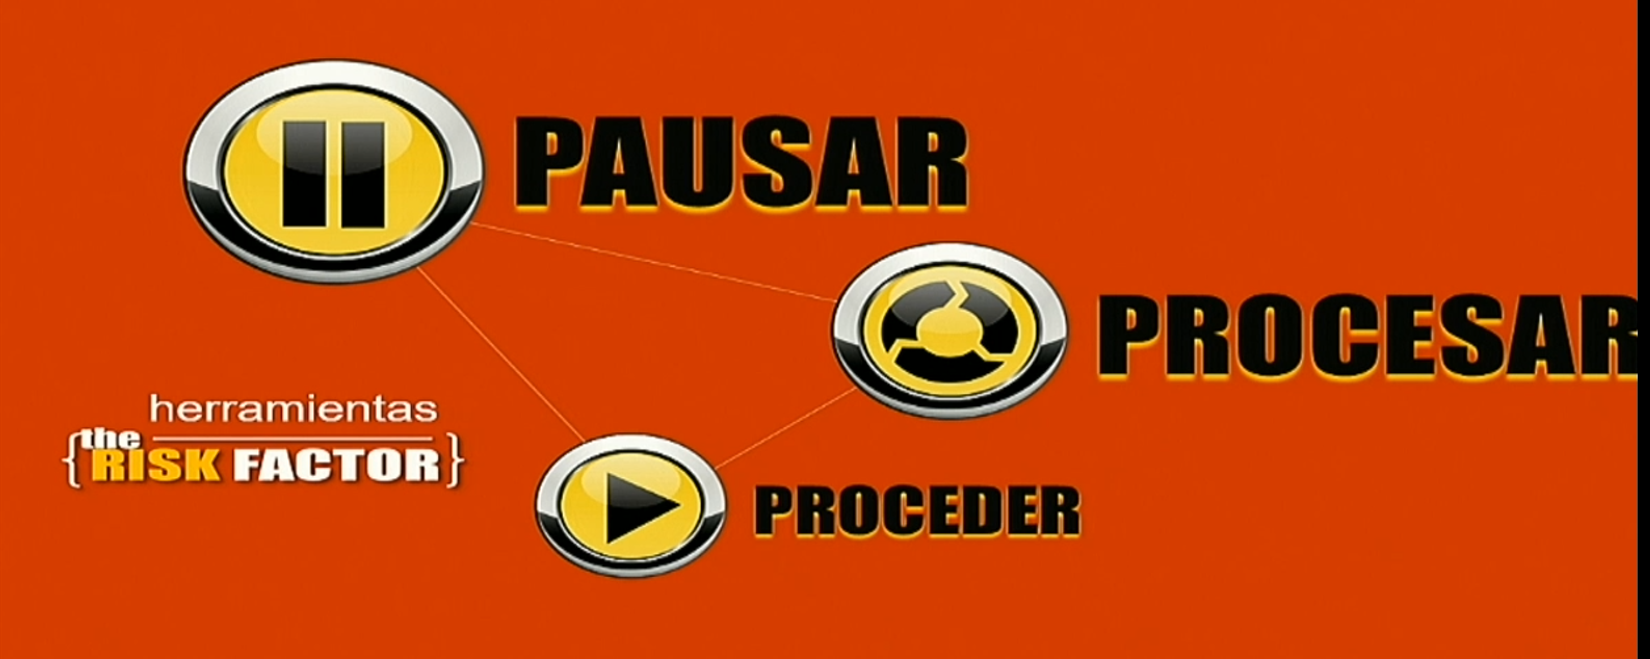 PAUSAR
PROCESAR
herramientas
{the
RISK FACTOR}
PROCEDER